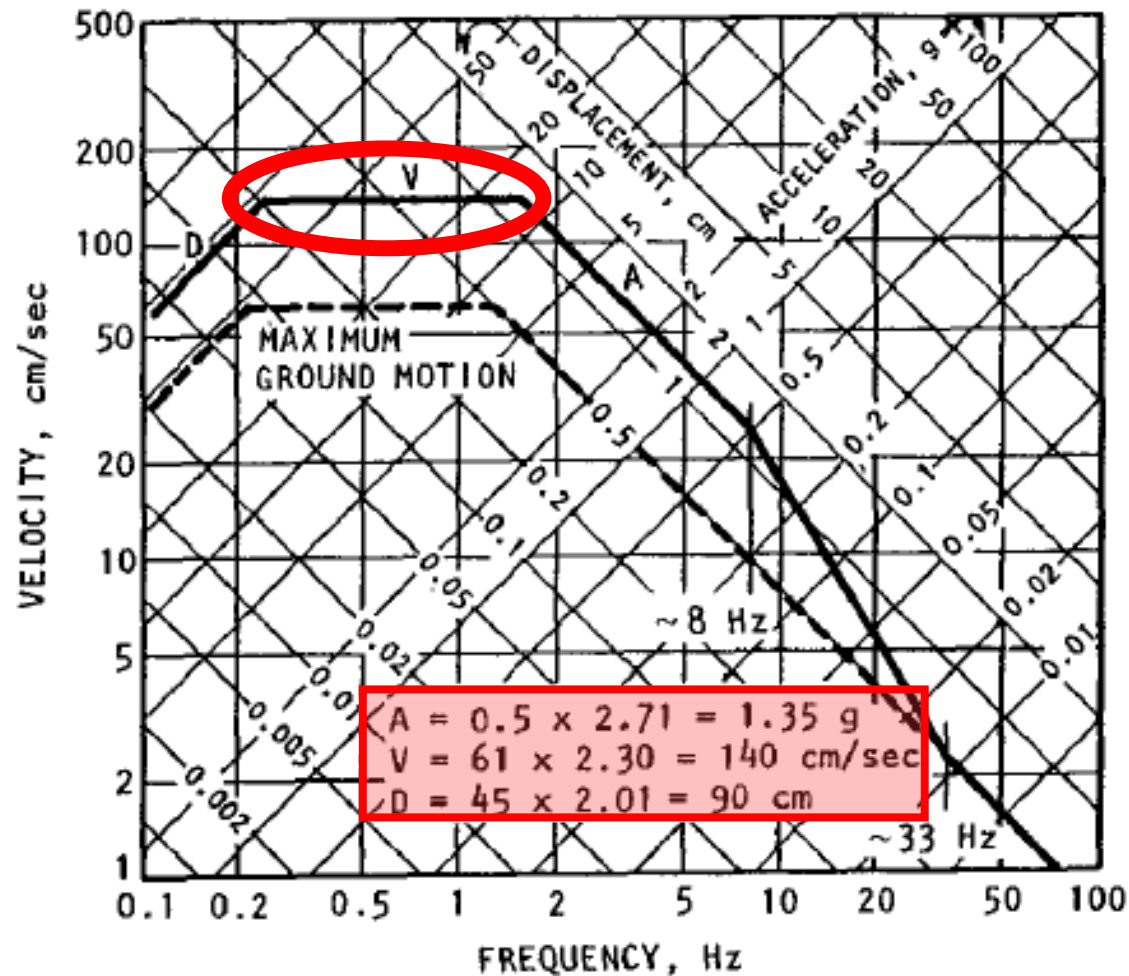 500
200
100
50
20
10
5
2
1
VELOCITY, cm/sec
0.1 0.2 0.5 1 2 5 10 20 50 100
FREQUENCY, Hz
DISPLACEMENT, cm
50
20
10
5
2
1
0.5
0.2
0.1
0.05
0.02
0.01
ACCELERATION, g
100
50
20
10
5
2
1
0.5
0.2
0.1
0.05
0.02
0.01
0.005
0.002
D
V
A
MAXIMUM
GROUND MOTION
~8 Hz
~33 Hz
A = 0.5 x 2.71 = 1.35 g
V = 61 x 2.30 = 140 cm/sec
D = 45 x 2.01 = 90 cm